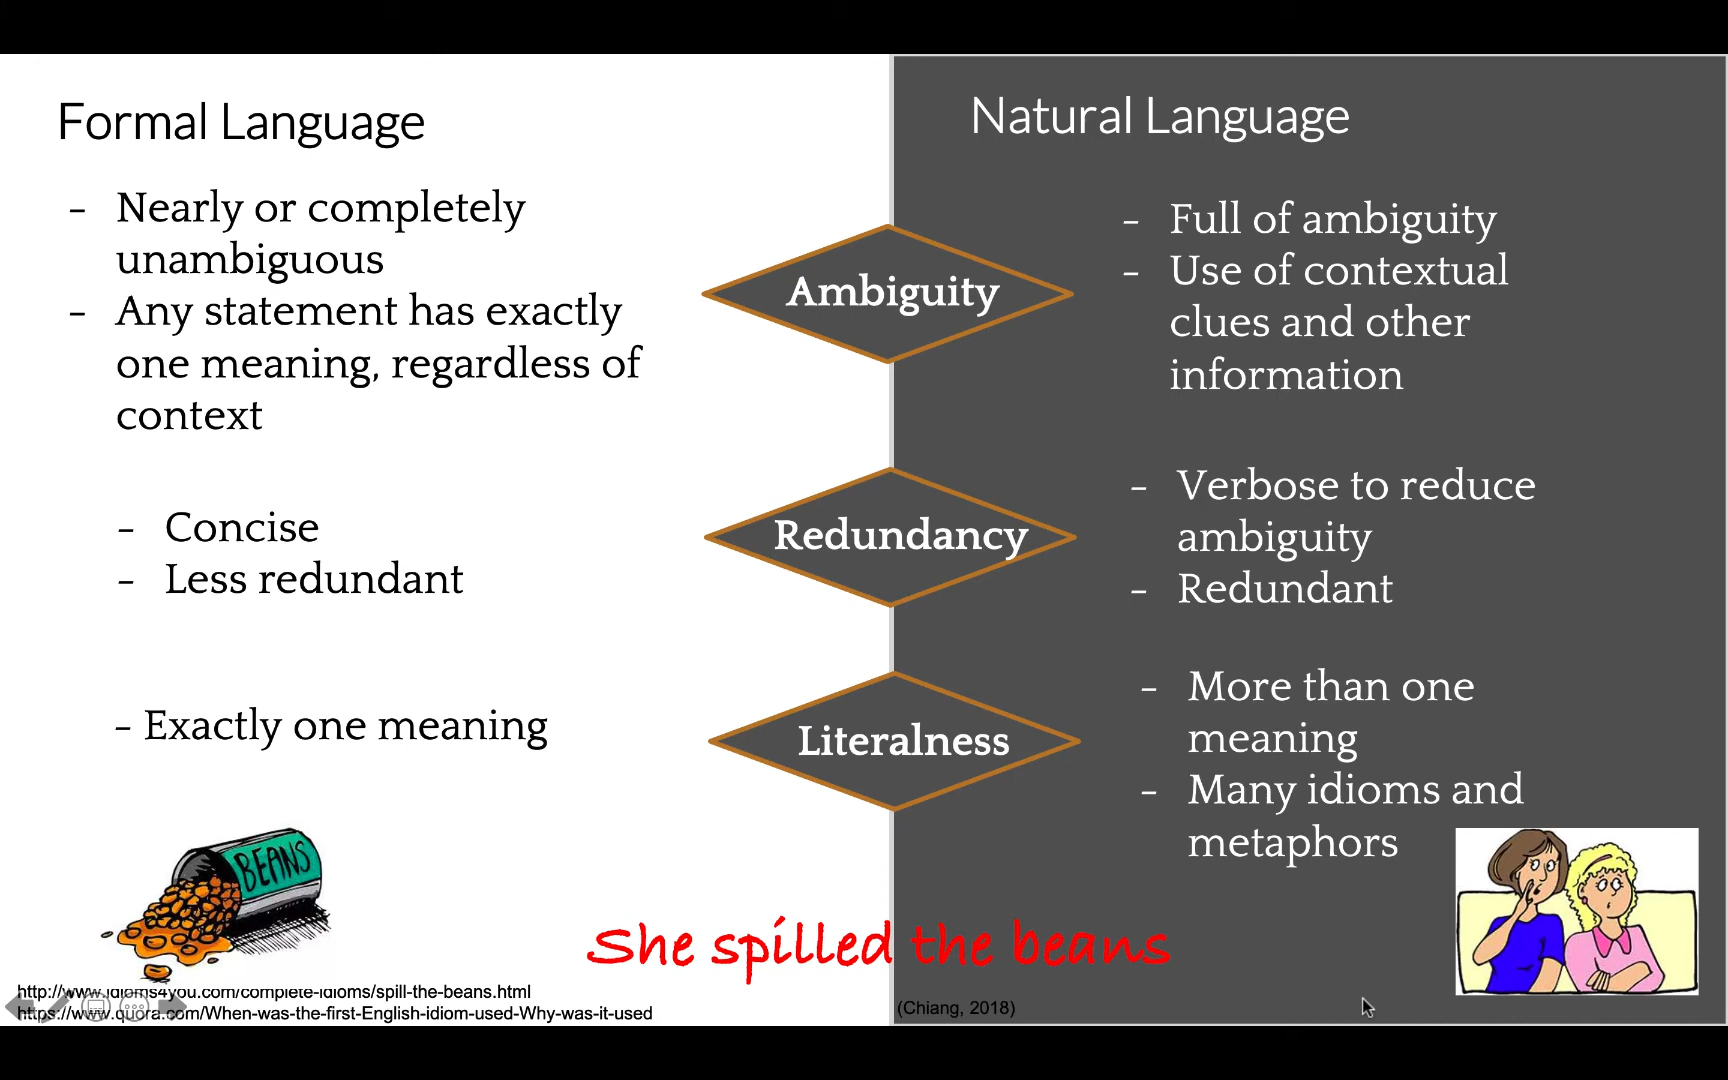 Formal Language
- Nearly or completely
unambiguous
- Any statement has exactly
one meaning, regardless of
context
- Concise
- Less redundant
- Exactly one meaning
BEANS
Ambiguity
Redundancy
Literalness
Natural Language
- Full of ambiguity
- Use of contextual
clues and other
information
- Verbose to reduce
ambiguity
- Redundant
- More than one
meaning
- Many idioms and
metaphors
She spilled the beans
http://www.idioms4you.com/complete-idioms/spill-the-beans.html
https://www.quora.com/When-was-the-first-English-idiom-used-Why-was-it-used
(Chiang, 2018)